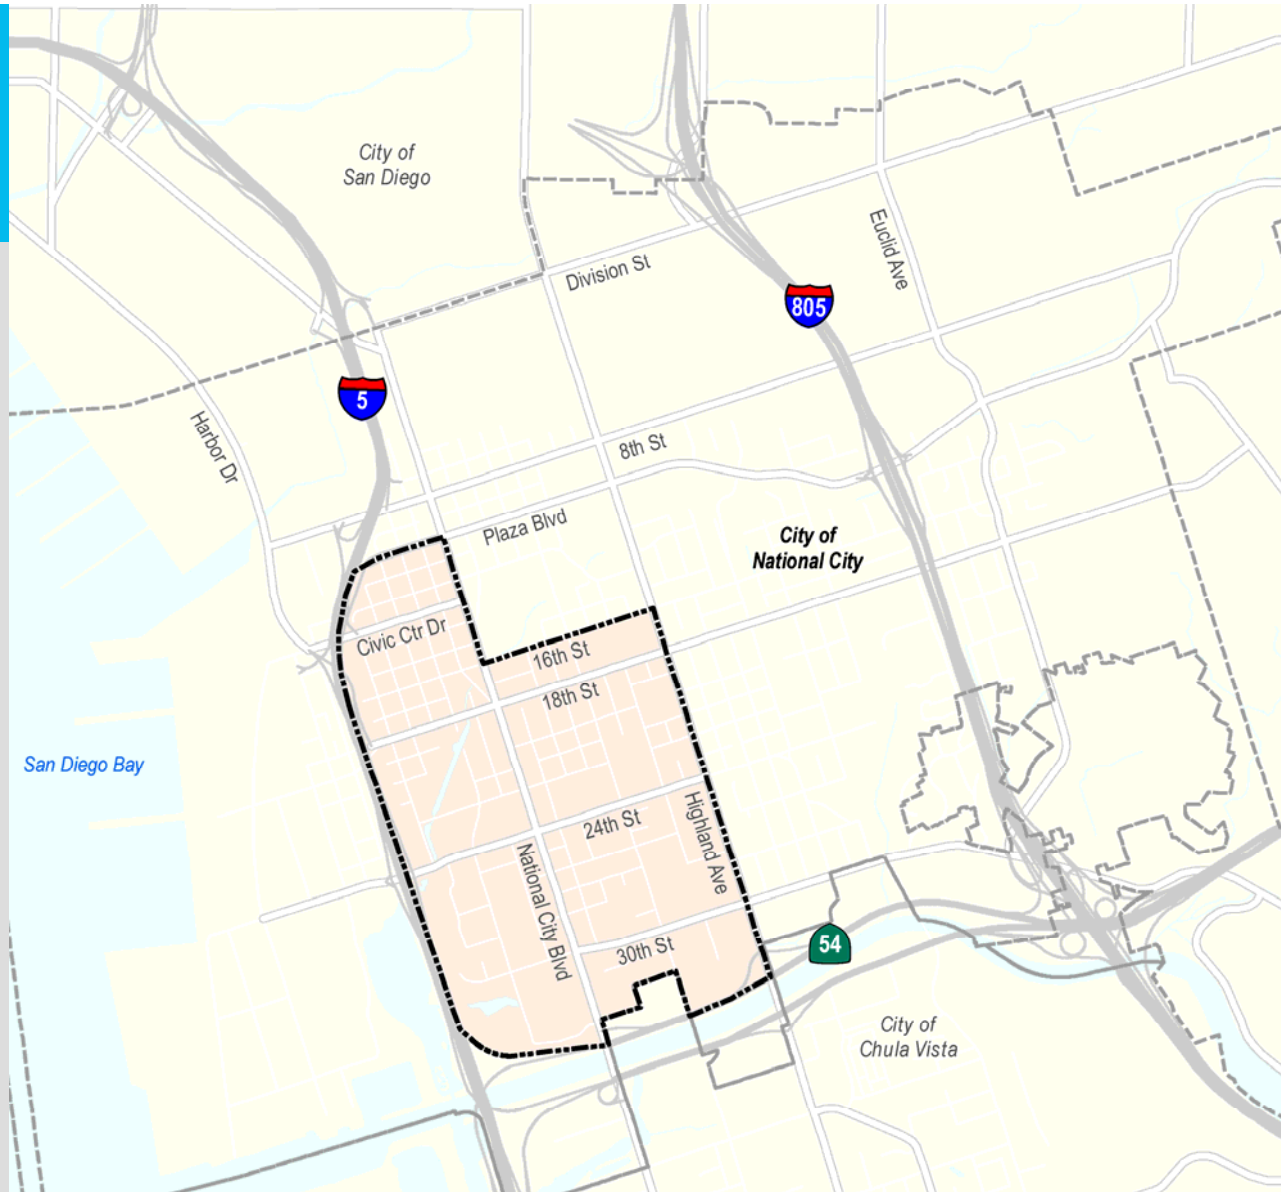 City of
San Diego
Euclid Ave
Division St
805
5
Harbor Dr
8th St
Plaza Blvd
City of
National City
Civic Ctr Dr
16th St
18th St
San Diego Bay
24th St
Highland Ave
National City Blvd
30th St
54
City of
Chula Vista